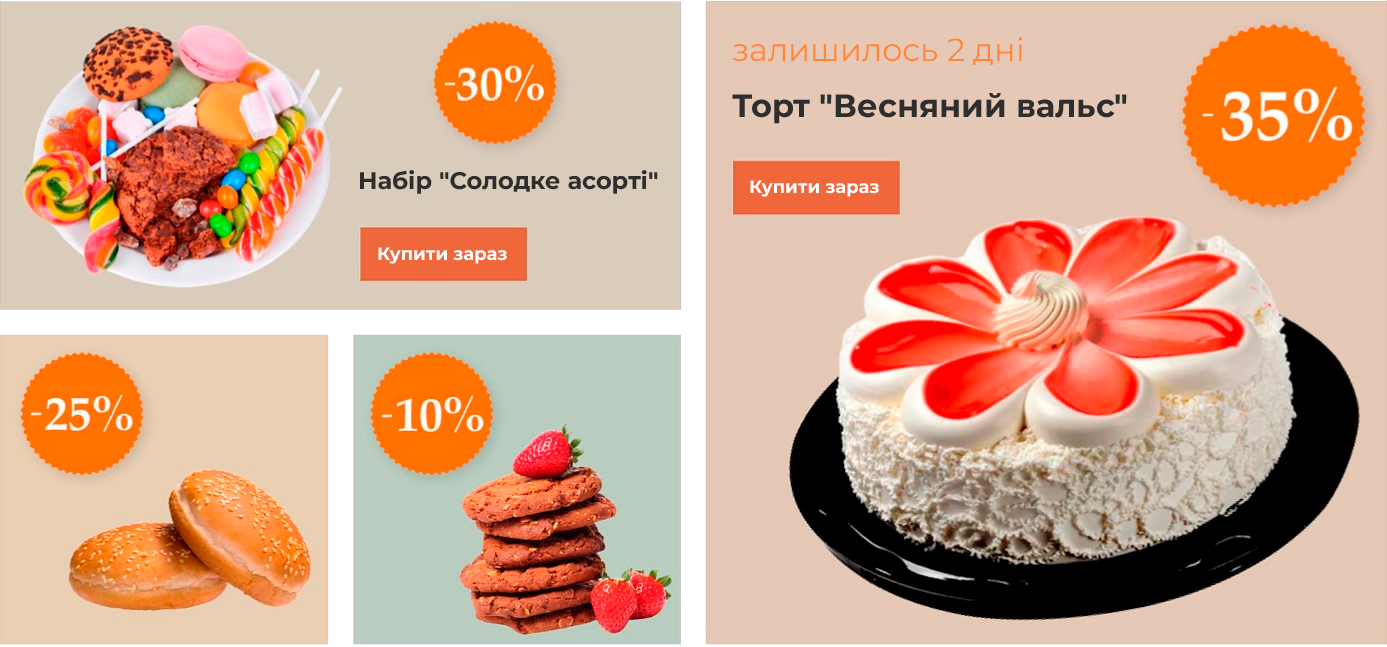 -30%
Набір "Солодке асорті"
Купити зараз
-25%
-10%
залишилось 2 дні
Торт "Весняний вальс"
-35%
Купити зараз